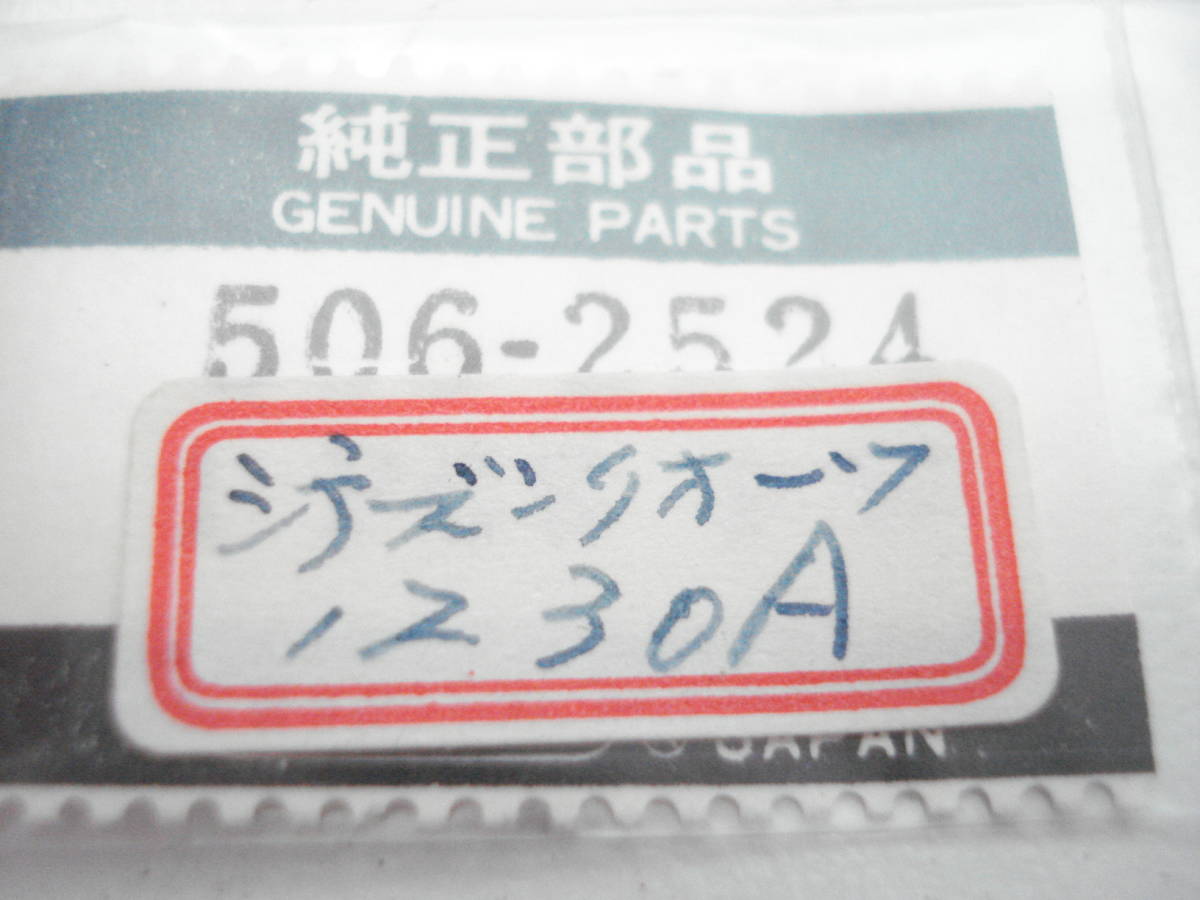 純正部品
GENUINE PARTS
506-2524
シチズンクオーツ
1230A
JAPAN